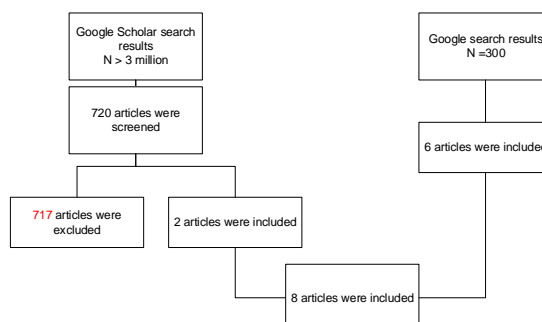 Google Scholar search
results
N > 3 million
Google search results
N =300
720 articles were
screened
6 articles were included
717 articles were
excluded
2 articles were included
8 articles were included